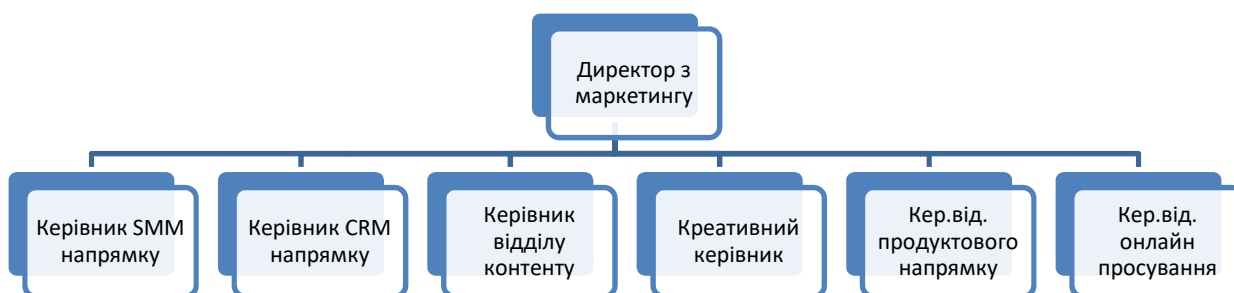 Директор з
маркетингу
Керівник SMM
напрямку
Керівник CRM
напрямку
Керівник
відділу
контенту
Креативний
керівник
Кер.від.
продуктового
напрямку
Кер.від.
онлайн
просування